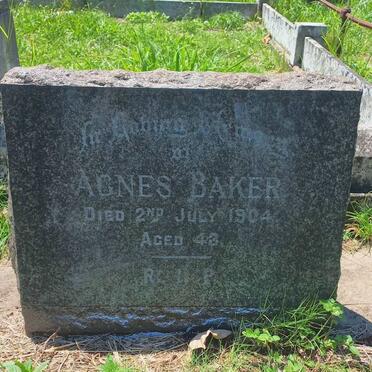 In Loving Memory
of
AGNES BAKER
DIED 2ND JULY 1904
AGED 48
R. I. P.